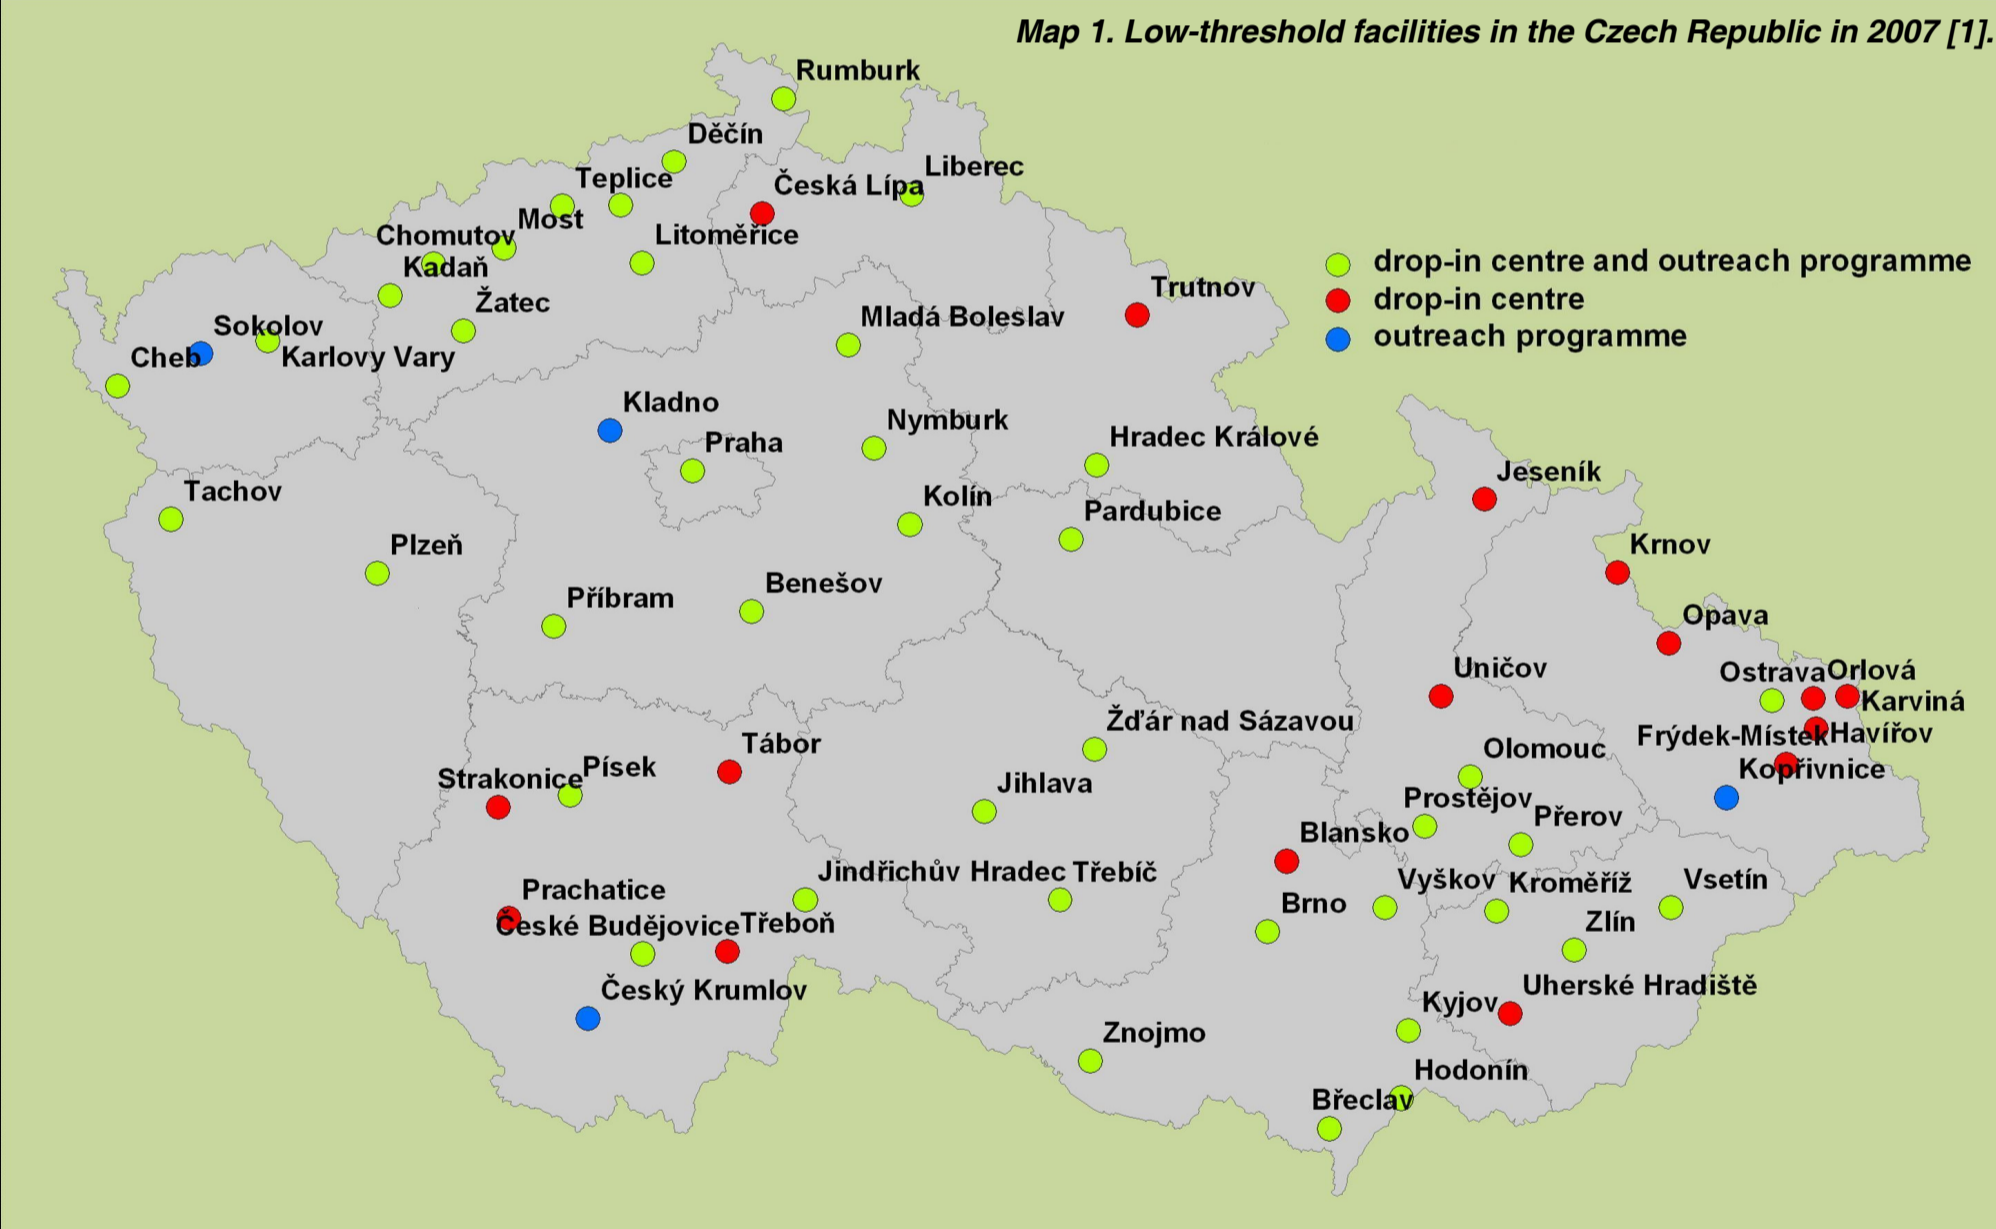 Map 1. Low-threshold facilities in the Czech Republic in 2007 [1].
Rumburk
Děčín
Liberec
Teplice
Česká Lípa
Most
Chomutov
Litoměřice
Kadaň
drop-in centre and outreach programme
Trutnov
drop-in centre
Žatec
Mladá Boleslav
Sokolov
outreach programme
Cheb
Karlovy Vary
Kladno
Nymburk
Hradec Králové
Praha
Jeseník
Tachov
Kolín
Pardubice
Plzeň
Krnov
Benešov
Příbram
Opava
Uničov
Ostrava
Orlová
Karviná
Žďár nad Sázavou
Havířov
Frýdek-Místek
Tábor
Olomouc
Písek
Kopřivnice
Strakonice
Jihlava
Prostějov
Přerov
Blansko
Jindřichův Hradec
Třebíč
Vyškov
Kroměříž
Vsetín
Prachatice
Brno
České Budějovice
Třeboň
Zlín
Český Krumlov
Uherské Hradiště
Kyjov
Znojmo
Hodonín
Břeclav